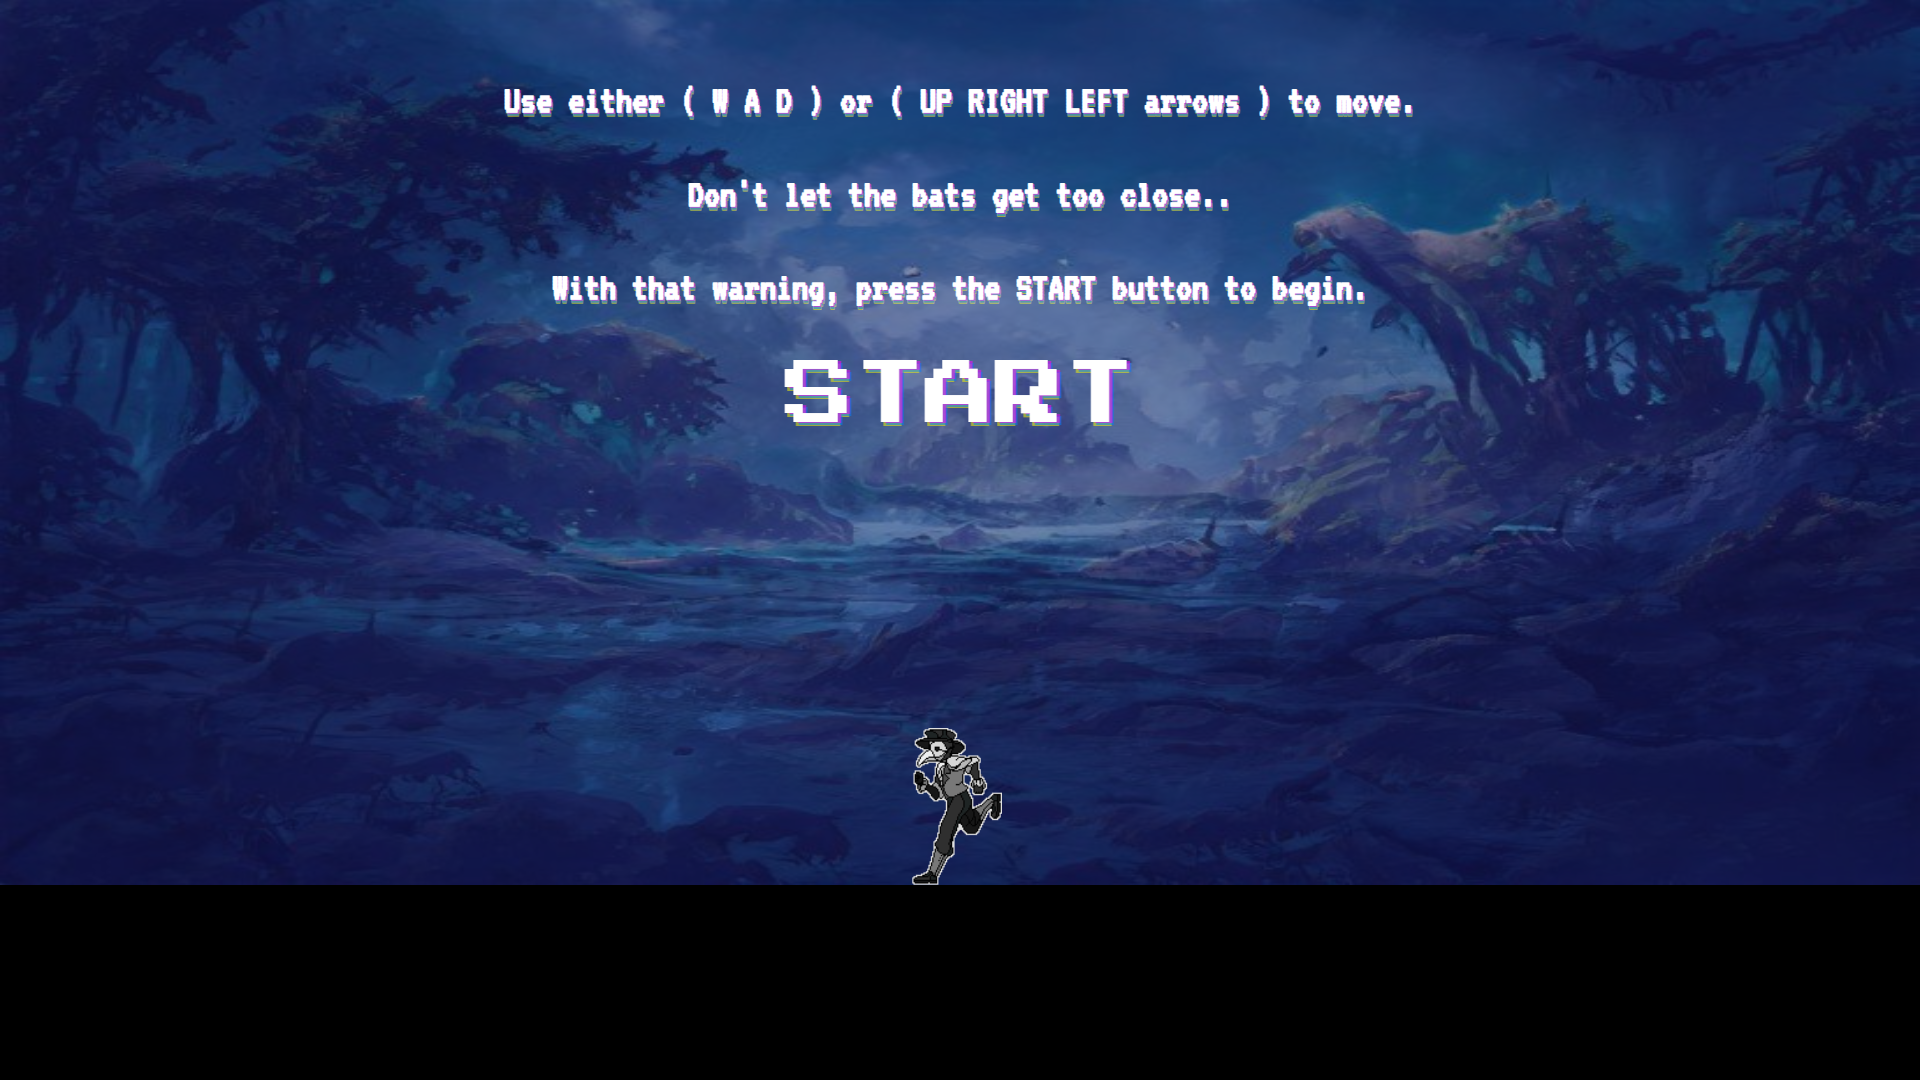 Use either ( W A D ) or ( UP RIGHT LEFT arrows ) to move.
Don't let the bats get too close..
With that warning, press the START button to begin.
START